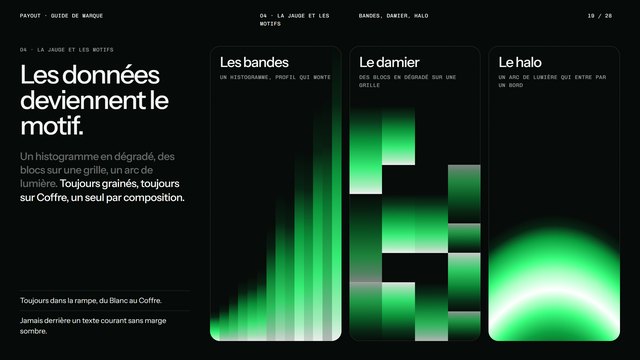 PAYOUT · GUIDE DE MARQUE
04 · LA JAUGE ET LES
MOTIFS
BANDES, DAMIER, HALO
19 / 28
04 · LA JAUGE ET LES MOTIFS
Les données
deviennent le
motif.
Un histogramme en dégradé, des
blocs sur une grille, un arc de
lumière. Toujours grainés, toujours
sur Coffre, un seul par composition.
Toujours dans la rampe, du Blanc au Coffre.
Jamais derrière un texte courant sans marge
sombre.
Les bandes
UN HISTOGRAMME, PROFIL QUI MONTE
Le damier
DES BLOCS EN DÉGRADÉ SUR UNE
GRILLE
Le halo
UN ARC DE LUMIÈRE QUI ENTRE PAR
UN BORD